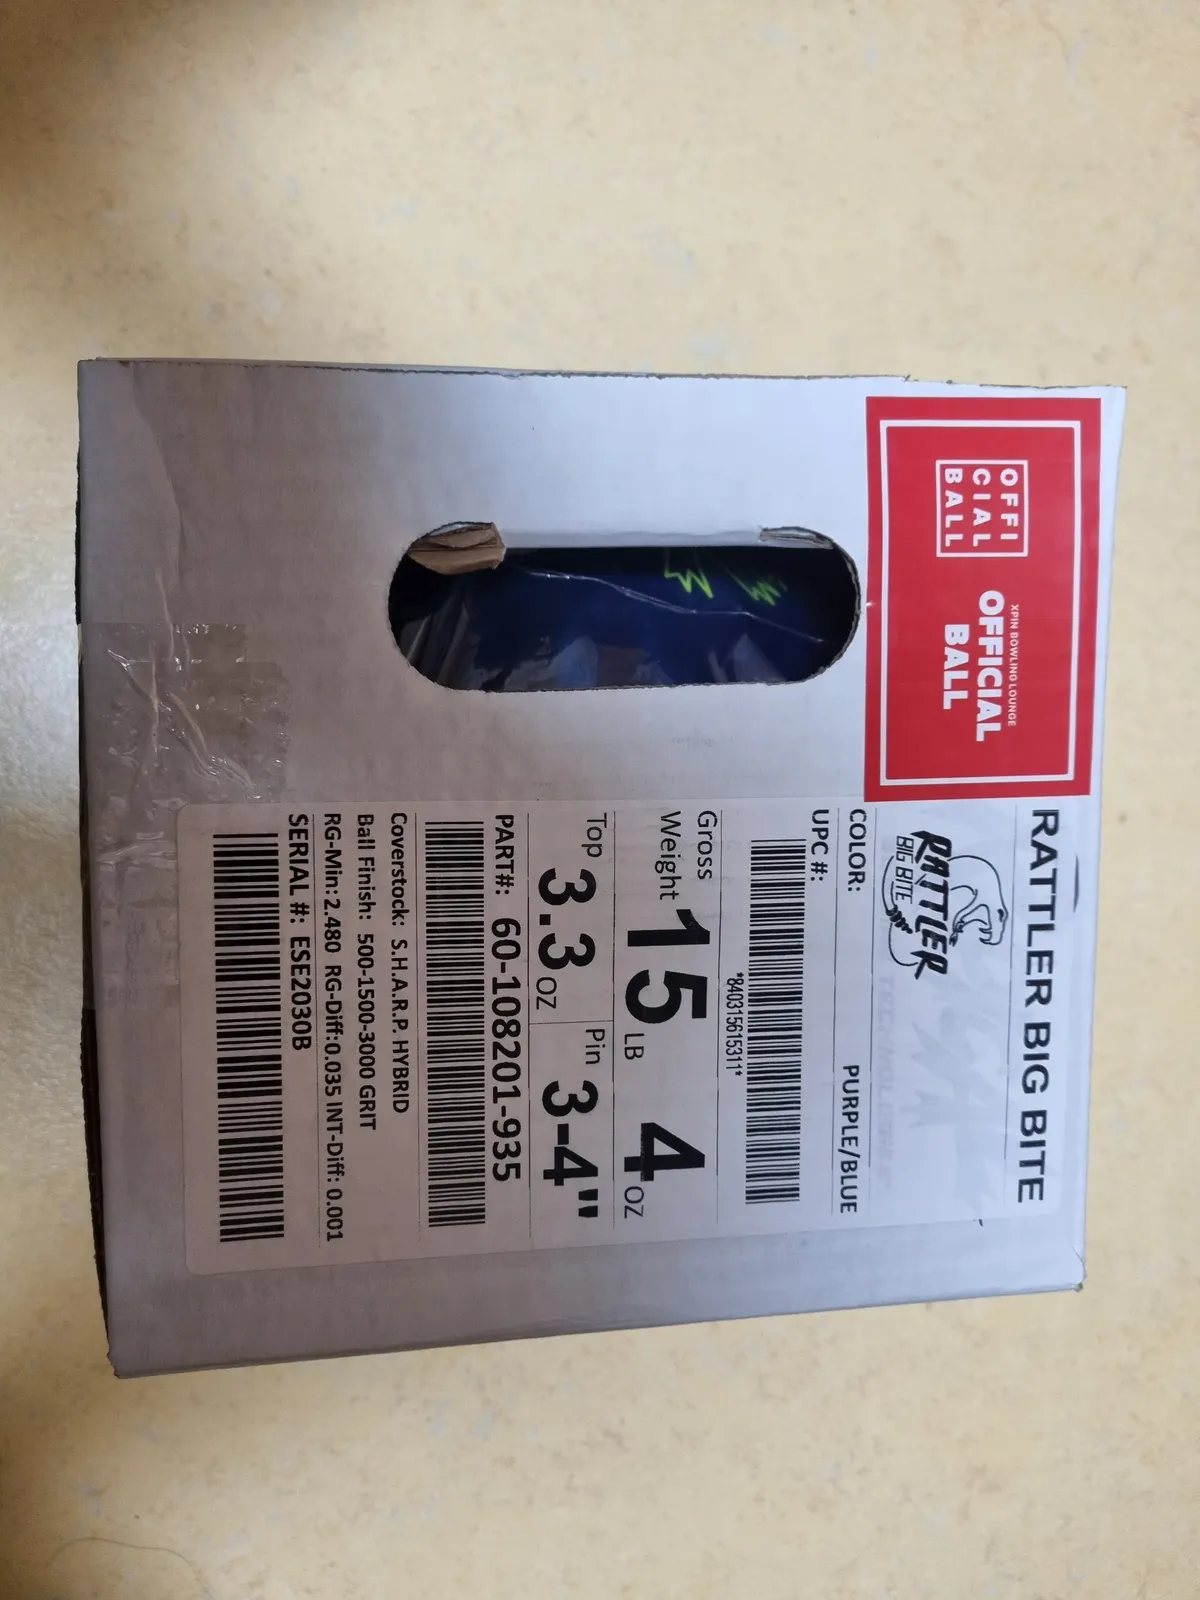 OFFI
CIAL
BALL
XPIN BOWLING LOUNGE
OFFICIAL
BALL
RATTLER BIG BITE
RATTLER
BIG BITE
COLOR: PURPLE/BLUE
UPC #:
*840315615311*
Gross
Weight 15 LB 4 OZ
Top 3.3 OZ Pin 3-4"
PART#: 60-108201-935
Coverstock: S.H.A.R.P. HYBRID
Ball Finish: 500-1500-3000 GRIT
RG-Min: 2.480 RG-Diff:0.035 INT-Diff: 0.001
SERIAL #: ESE2030B